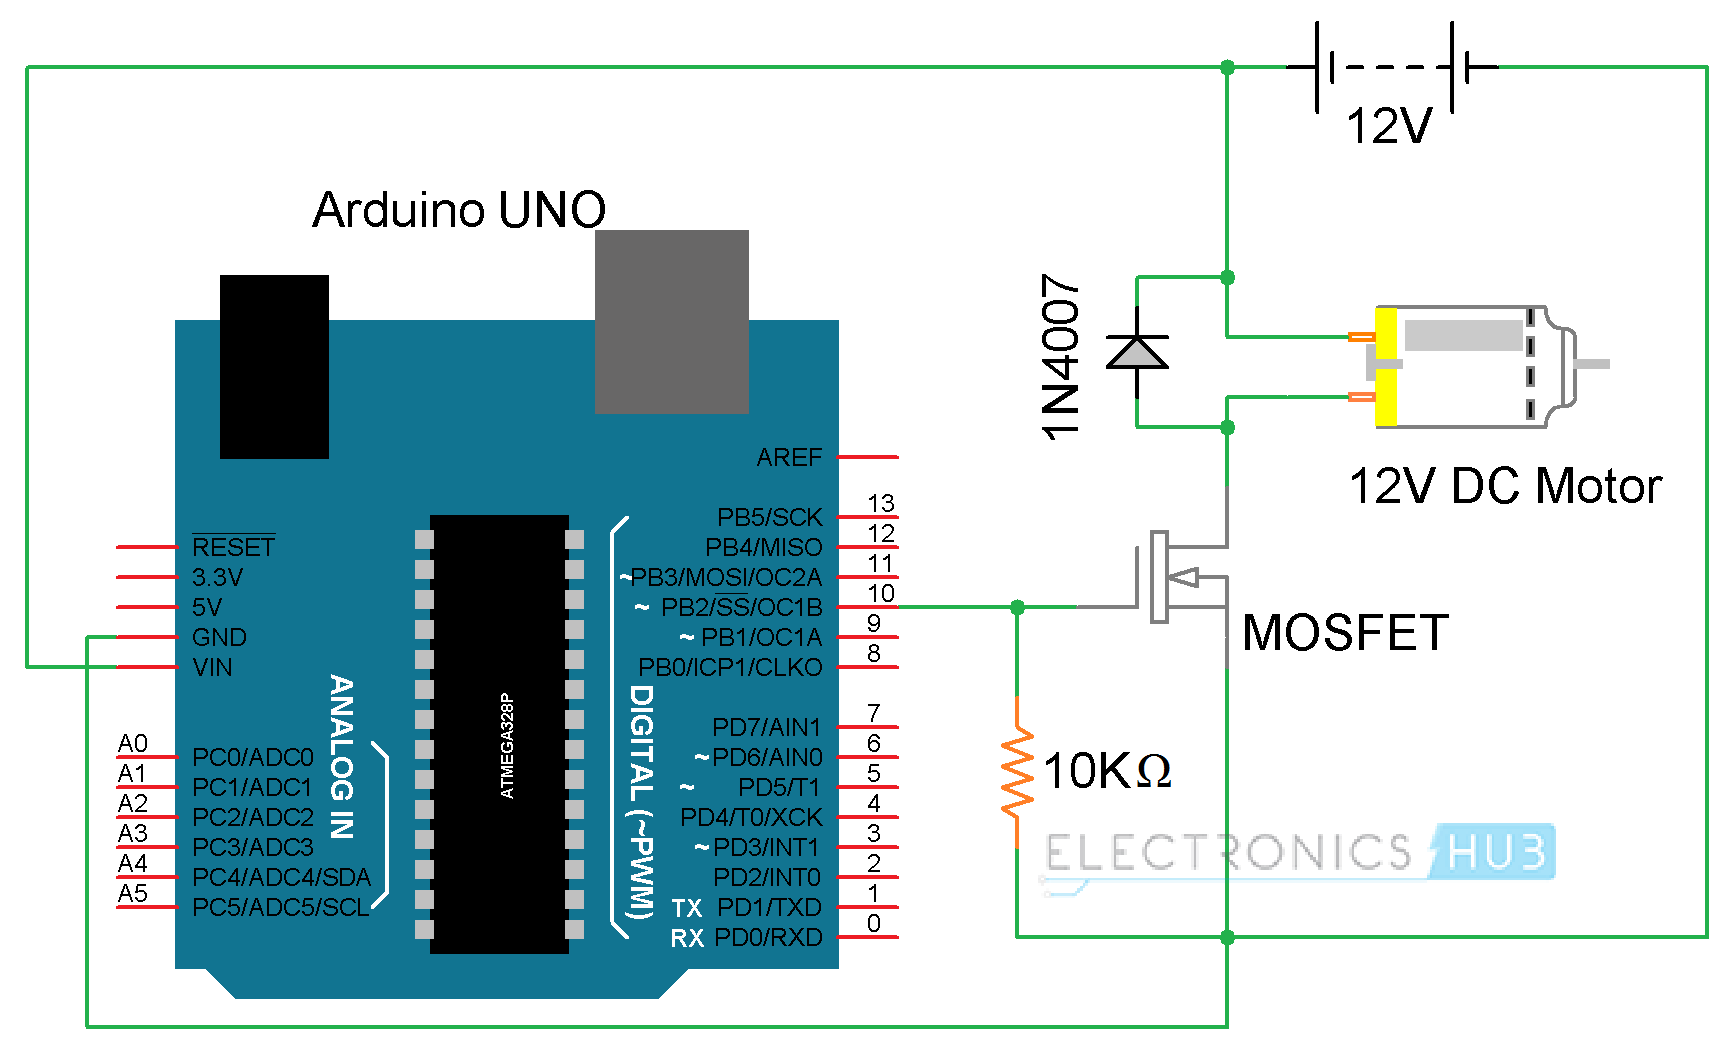 12V
Arduino UNO
1N4007
12V DC Motor
MOSFET
10KΩ
ELECTRONICS HUB
AREF
PB5/SCK 13
PB4/MISO 12
~PB3/MOSI/OC2A 11
~ PB2/SS/OC1B 10
~ PB1/OC1A 9
PB0/ICP1/CLKO 8
PD7/AIN1 7
~ PD6/AIN0 6
~ PD5/T1 5
PD4/T0/XCK 4
~ PD3/INT1 3
PD2/INT0 2
TX PD1/TXD 1
RX PD0/RXD 0
RESET
3.3V
5V
GND
VIN
A0 PC0/ADC0
A1 PC1/ADC1
A2 PC2/ADC2
A3 PC3/ADC3
A4 PC4/ADC4/SDA
A5 PC5/ADC5/SCL
ANALOG IN
ATMEGA328P
DIGITAL (~PWM)